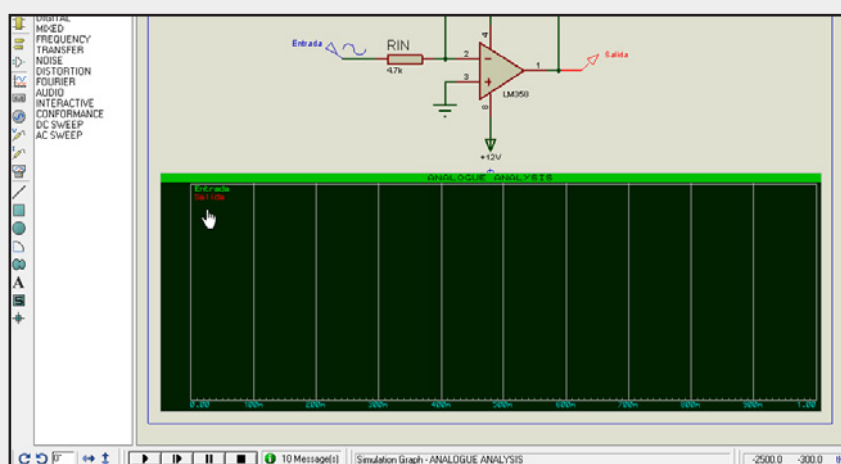 DIGITAL
MIXED
FREQUENCY
TRANSFER
NOISE
DISTORTION
FOURIER
AUDIO
INTERACTIVE
CONFORMANCE
DC SWEEP
AC SWEEP
Entrada
RIN
4.7k
2
3
4
8
1
LM358
Salida
+12V
ANALOGUE ANALYSIS
Entrada
Salida
0.00 100m 200m 300m 400m 500m 600m 700m 800m 900m 1.00
A
S
0° 10 Message(s) Simulation Graph - ANALOGUE ANALYSIS -2500.0 -300.0